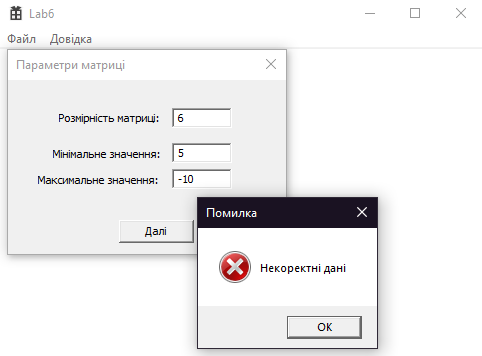 Lab6
Файл Довідка
Параметри матриці
Розмірність матриці: 6
Мінімальне значення: 5
Максимальне значення: -10
Далі
Помилка
Некоректні дані
OK